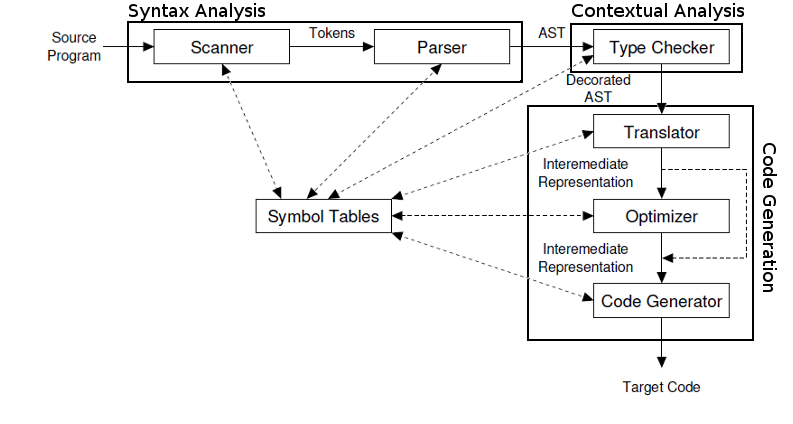 Syntax Analysis
Contextual Analysis
Source
Program
Scanner
Tokens
Parser
AST
Type Checker
Decorated
AST
Translator
Interemediate
Representation
Symbol Tables
Optimizer
Interemediate
Representation
Code Generator
Code Generation
Target Code